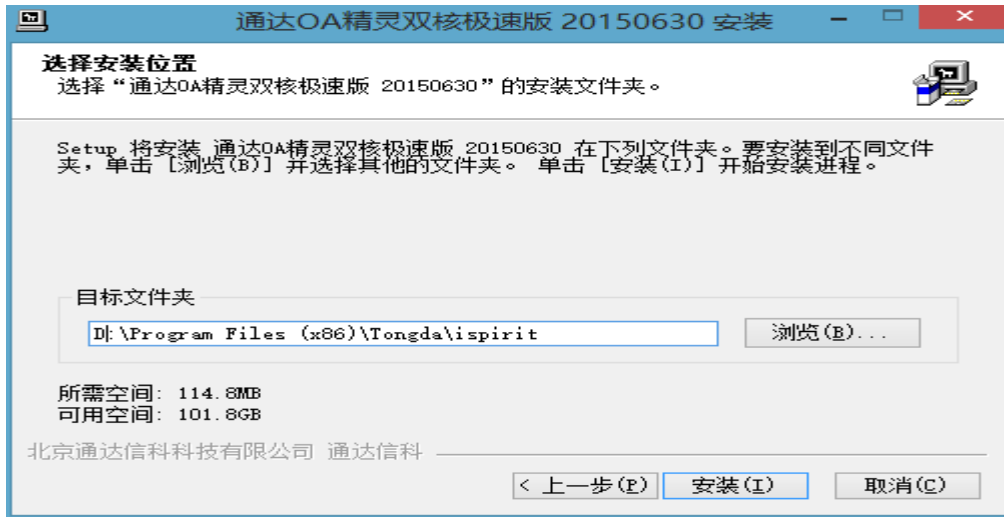 通达OA精灵双核极速版 20150630 安装
选择安装位置
选择“通达OA精灵双核极速版 20150630”的安装文件夹。
Setup 将安装 通达OA精灵双核极速版 20150630 在下列文件夹。要安装到不同文件
夹，单击 [浏览(B)] 并选择其他的文件夹。 单击 [安装(I)] 开始安装进程。
目标文件夹
D:\Program Files (x86)\Tongda\ispirit
浏览(B)...
所需空间: 114.8MB
可用空间: 101.8GB
北京通达信科科技有限公司 通达信科
< 上一步(P) 安装(I) 取消(C)